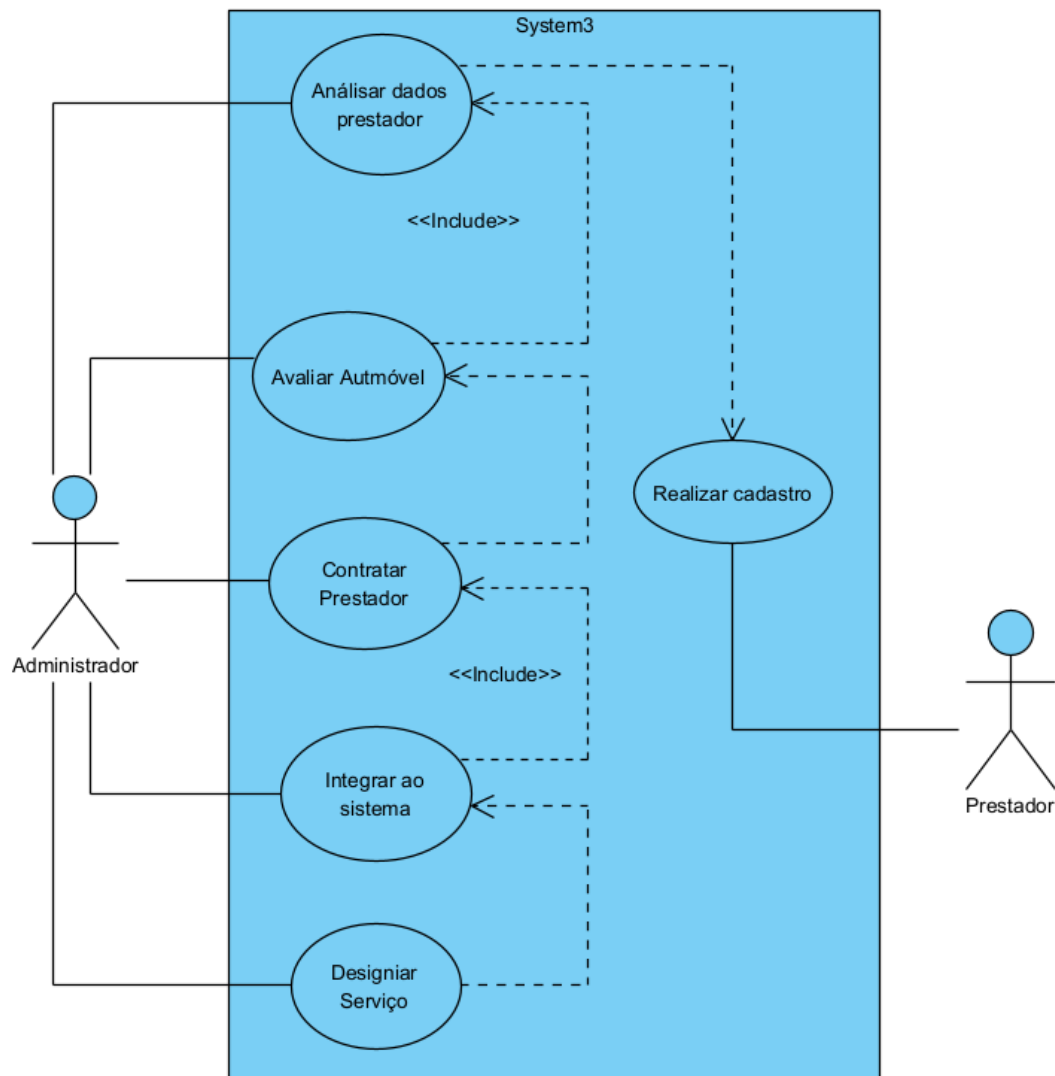 System3
Análisar dados
prestador
<<Include>>
Avaliar Autmóvel
Realizar cadastro
Contratar
Prestador
Administrador
<<Include>>
Integrar ao
sistema
Prestador
Designiar
Serviço